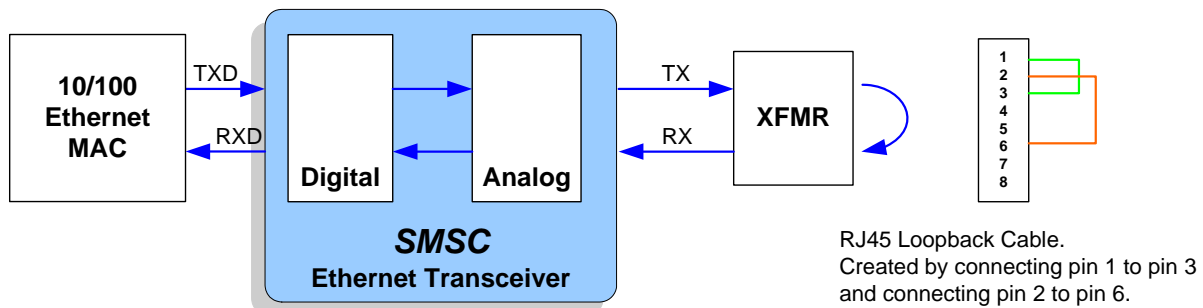 10/100
Ethernet
MAC
TXD
RXD
Digital
Analog
SMSC
Ethernet Transceiver
TX
RX
XFMR
1
2
3
4
5
6
7
8
RJ45 Loopback Cable.
Created by connecting pin 1 to pin 3
and connecting pin 2 to pin 6.